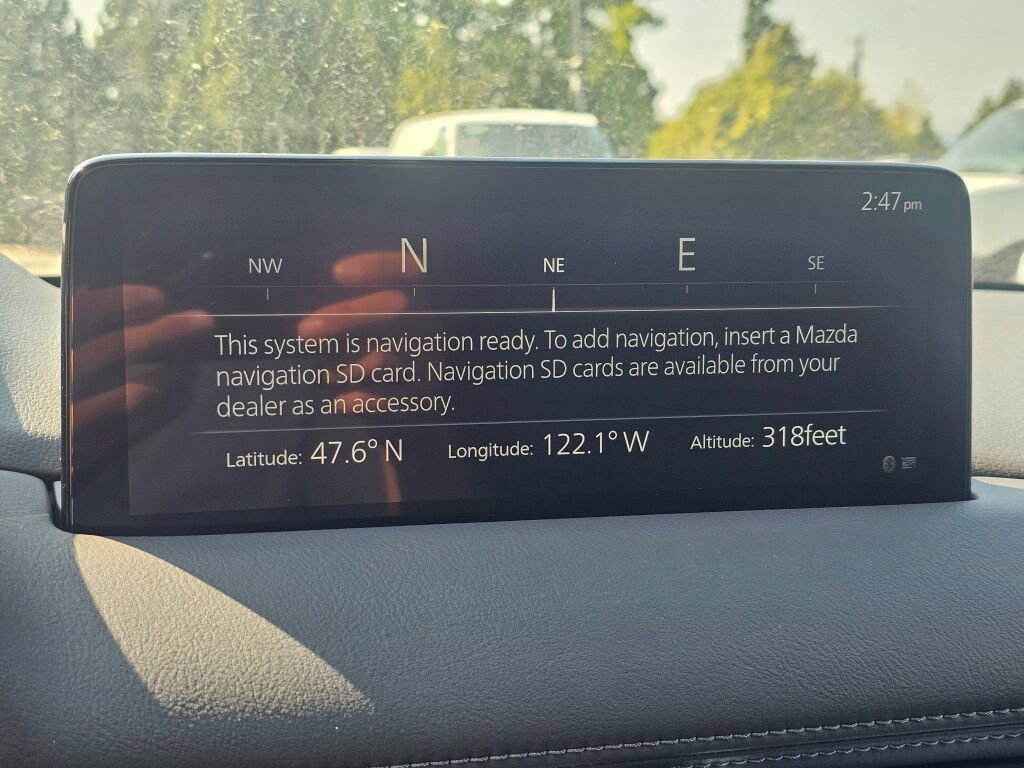 2:47 pm
NW N NE E SE
This system is navigation ready. To add navigation, insert a Mazda
navigation SD card. Navigation SD cards are available from your
dealer as an accessory.
Latitude: 47.6° N Longitude: 122.1° W Altitude: 318feet